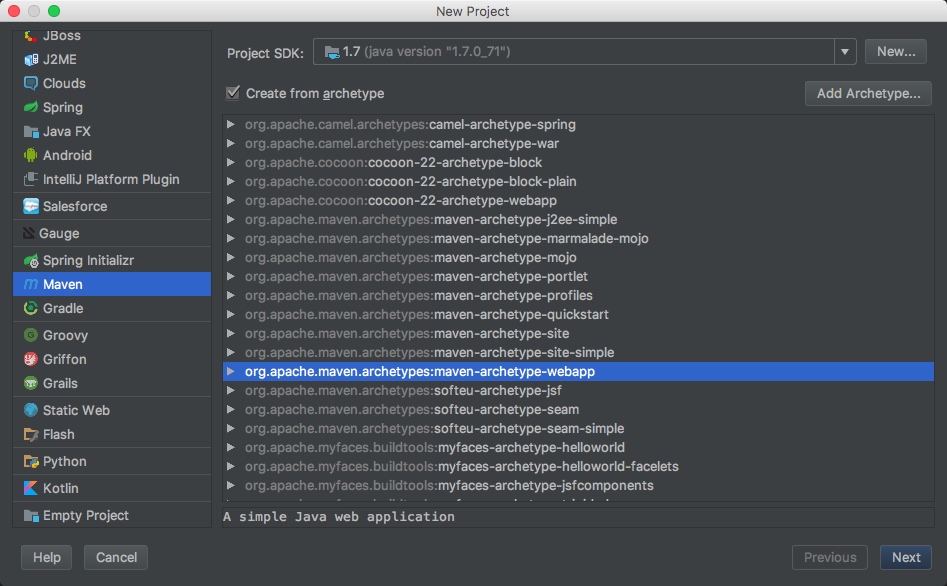 New Project
JBoss
J2ME
Clouds
Spring
Java FX
Android
IntelliJ Platform Plugin
Salesforce
Gauge
Spring Initializr
Maven
Gradle
Groovy
Griffon
Grails
Static Web
Flash
Python
Kotlin
Empty Project
Project SDK: 1.7 (java version "1.7.0_71") New...
Create from archetype Add Archetype...
org.apache.camel.archetypes:camel-archetype-spring
org.apache.camel.archetypes:camel-archetype-war
org.apache.cocoon:cocoon-22-archetype-block
org.apache.cocoon:cocoon-22-archetype-block-plain
org.apache.cocoon:cocoon-22-archetype-webapp
org.apache.maven.archetypes:maven-archetype-j2ee-simple
org.apache.maven.archetypes:maven-archetype-marmalade-mojo
org.apache.maven.archetypes:maven-archetype-mojo
org.apache.maven.archetypes:maven-archetype-portlet
org.apache.maven.archetypes:maven-archetype-profiles
org.apache.maven.archetypes:maven-archetype-quickstart
org.apache.maven.archetypes:maven-archetype-site
org.apache.maven.archetypes:maven-archetype-site-simple
org.apache.maven.archetypes:maven-archetype-webapp
org.apache.maven.archetypes:softeu-archetype-jsf
org.apache.maven.archetypes:softeu-archetype-seam
org.apache.maven.archetypes:softeu-archetype-seam-simple
org.apache.myfaces.buildtools:myfaces-archetype-helloworld
org.apache.myfaces.buildtools:myfaces-archetype-helloworld-facelets
org.apache.myfaces.buildtools:myfaces-archetype-jsfcomponents
A simple Java web application
Help Cancel Previous Next